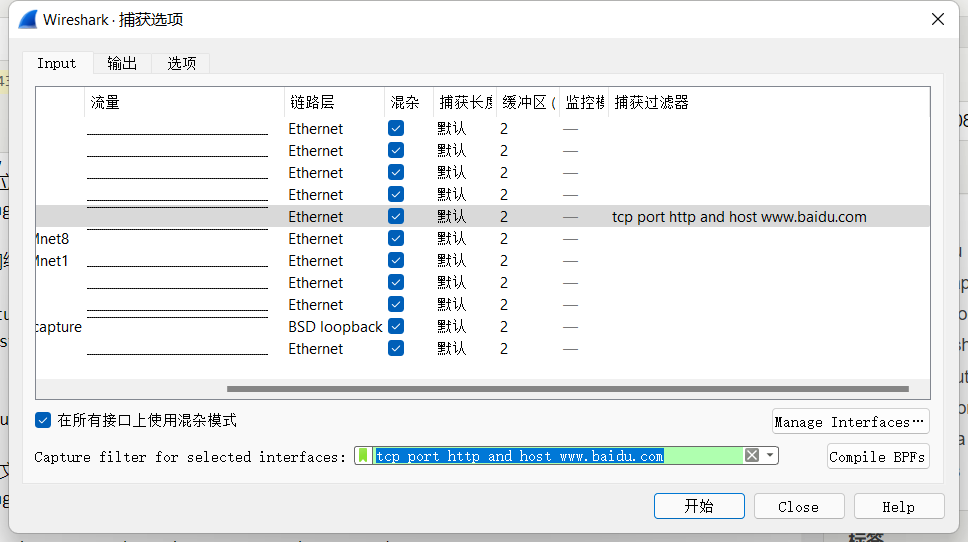 Wireshark · 捕获选项
Input 输出 选项
流量 链路层 混杂 捕获长度 缓冲区 ( 监控模 捕获过滤器
Ethernet 默认 2 —
Ethernet 默认 2 —
Ethernet 默认 2 —
Ethernet 默认 2 —
Ethernet 默认 2 — tcp port http and host www.baidu.com
Mnet8 Ethernet 默认 2 —
Mnet1 Ethernet 默认 2 —
Ethernet 默认 2 —
Ethernet 默认 2 —
capture BSD loopback 默认 2 —
Ethernet 默认 2 —
在所有接口上使用混杂模式
Manage Interfaces…
Capture filter for selected interfaces: tcp port http and host www.baidu.com
Compile BPFs
开始 Close Help